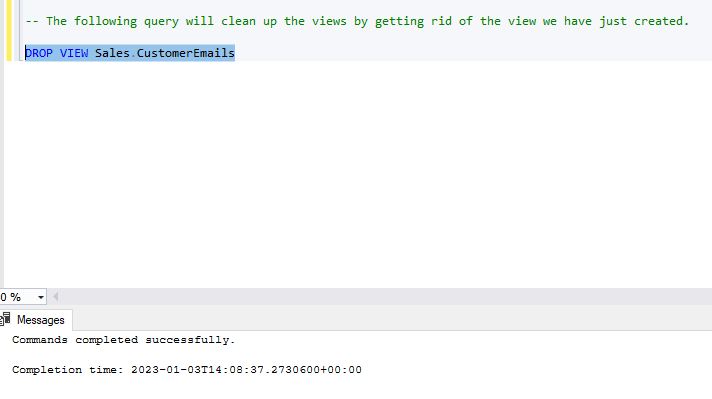 -- The following query will clean up the views by getting rid of the view we have just created.
DROP VIEW Sales.CustomerEmails
0 %
Messages
Commands completed successfully.
Completion time: 2023-01-03T14:08:37.2730600+00:00